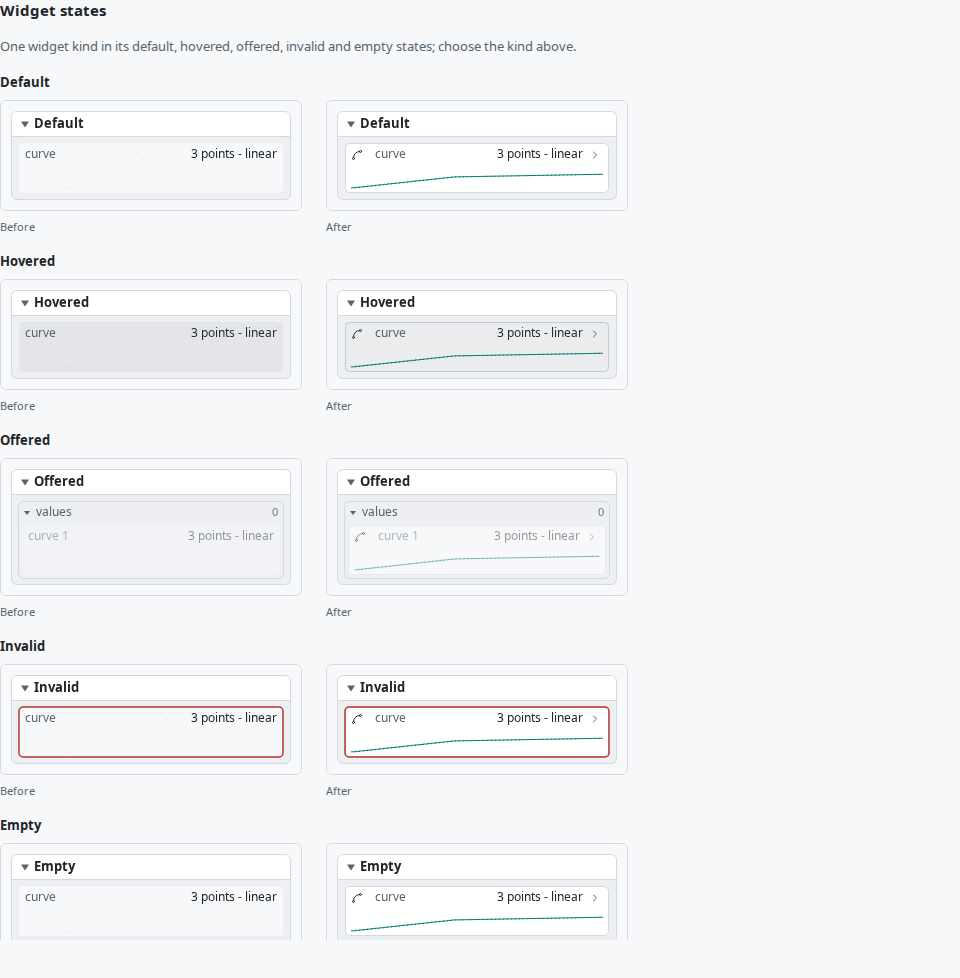 Widget states
One widget kind in its default, hovered, offered, invalid and empty states; choose the kind above.
Default
Default
curve 3 points - linear
Default
curve 3 points - linear
Before
After
Hovered
Hovered
curve 3 points - linear
Hovered
curve 3 points - linear
Before
After
Offered
Offered
values 0
curve 1 3 points - linear
Offered
values 0
curve 1 3 points - linear
Before
After
Invalid
Invalid
curve 3 points - linear
Invalid
curve 3 points - linear
Before
After
Empty
Empty
curve 3 points - linear
Empty
curve 3 points - linear